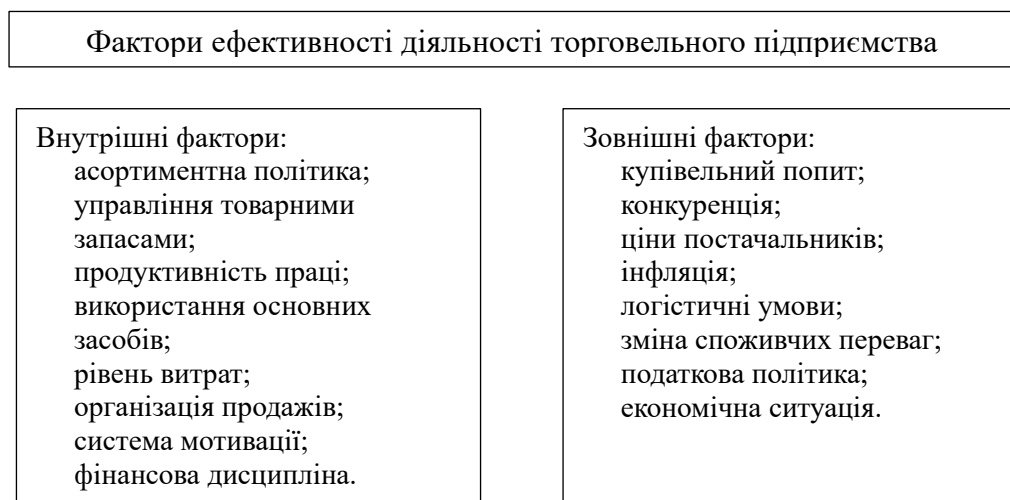 Фактори ефективності діяльності торговельного підприємства
Внутрішні фактори:
асортиментна політика;
управління товарними
запасами;
продуктивність праці;
використання основних
засобів;
рівень витрат;
організація продажів;
система мотивації;
фінансова дисципліна.
Зовнішні фактори:
купівельний попит;
конкуренція;
ціни постачальників;
інфляція;
логістичні умови;
зміна споживчих переваг;
податкова політика;
економічна ситуація.